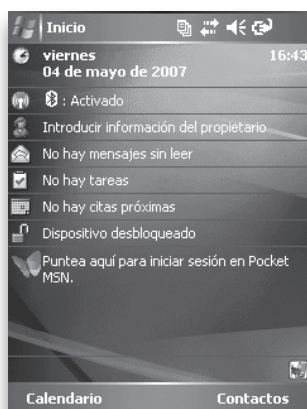 Inicio
viernes 16:43
04 de mayo de 2007
: Activado
Introducir información del propietario
No hay mensajes sin leer
No hay tareas
No hay citas próximas
Dispositivo desbloqueado
Puntea aquí para iniciar sesión en Pocket
MSN.
Calendario Contactos